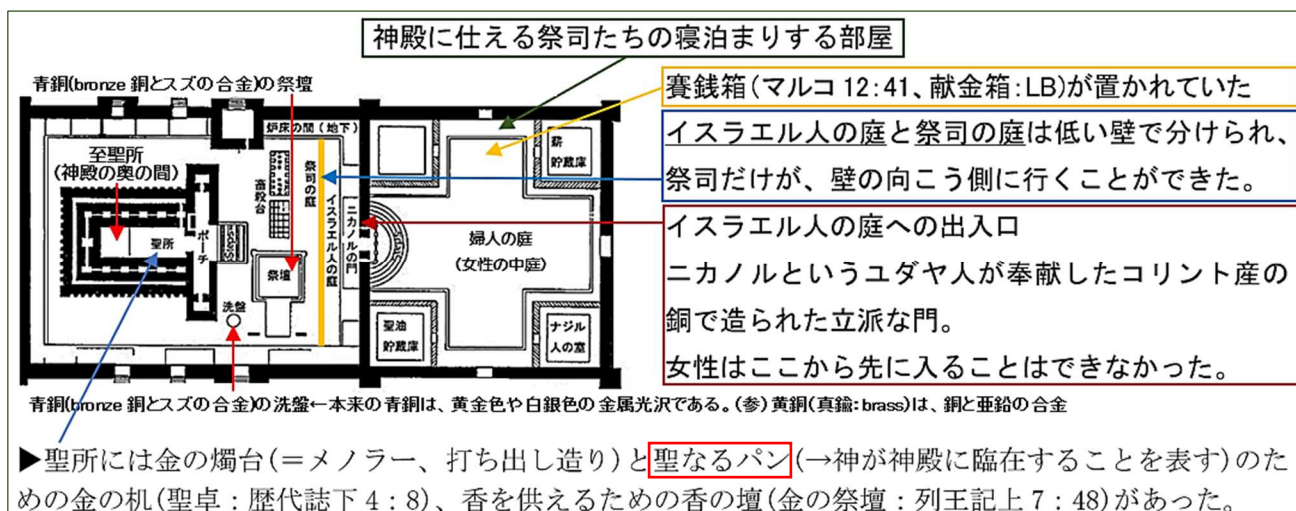 神殿に仕える祭司たちの寝泊まりする部屋
青銅(bronze 銅とスズの合金)の祭壇
賽銭箱(マルコ 12:41、献金箱:LB)が置かれていた
イスラエル人の庭と祭司の庭は低い壁で分けられ、
祭司だけが、壁の向こう側に行くことができた。
イスラエル人の庭への出入口
ニカノルというユダヤ人が奉献したコリント産の
銅で造られた立派な門。
女性はここから先に入ることはできなかった。
炉床の間(地下)
至聖所
(神殿の奥の間)
聖所
ポーチ
畜殺台
祭司の庭
イスラエル人の庭
ニカノルの門
祭壇
洗盤
薪
貯蔵庫
婦人の庭
(女性の中庭)
聖油
貯蔵庫
ナジル
人の室
青銅(bronze 銅とスズの合金)の洗盤←本来の青銅は、黄金色や白銀色の金属光沢である。(参)黄銅(真鍮:brass)は、銅と亜鉛の合金
▶聖所には金の燭台(=メノラー、打ち出し造り)と聖なるパン(→神が神殿に臨在することを表す)のた
めの金の机(聖卓:歴代誌下 4:8)、香を供えるための香の壇(金の祭壇:列王記上 7:48)があった。